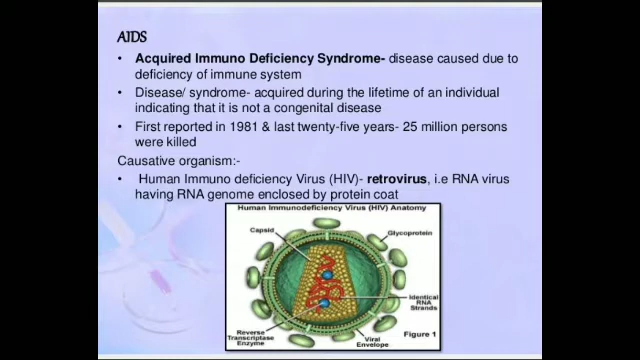 AIDS
• Acquired Immuno Deficiency Syndrome- disease caused due to
deficiency of immune system
• Disease/ syndrome- acquired during the lifetime of an individual
indicating that it is not a congenital disease
• First reported in 1981 & last twenty-five years- 25 million persons
were killed
Causative organism:-
• Human Immuno deficiency Virus (HIV)- retrovirus, i.e RNA virus
having RNA genome enclosed by protein coat
Human Immunodeficiency Virus (HIV) Anatomy
Capsid
Glycoprotein
Identical
RNA
Strands
Reverse
Transcriptase
Enzyme
Viral
Envelope
Figure 1